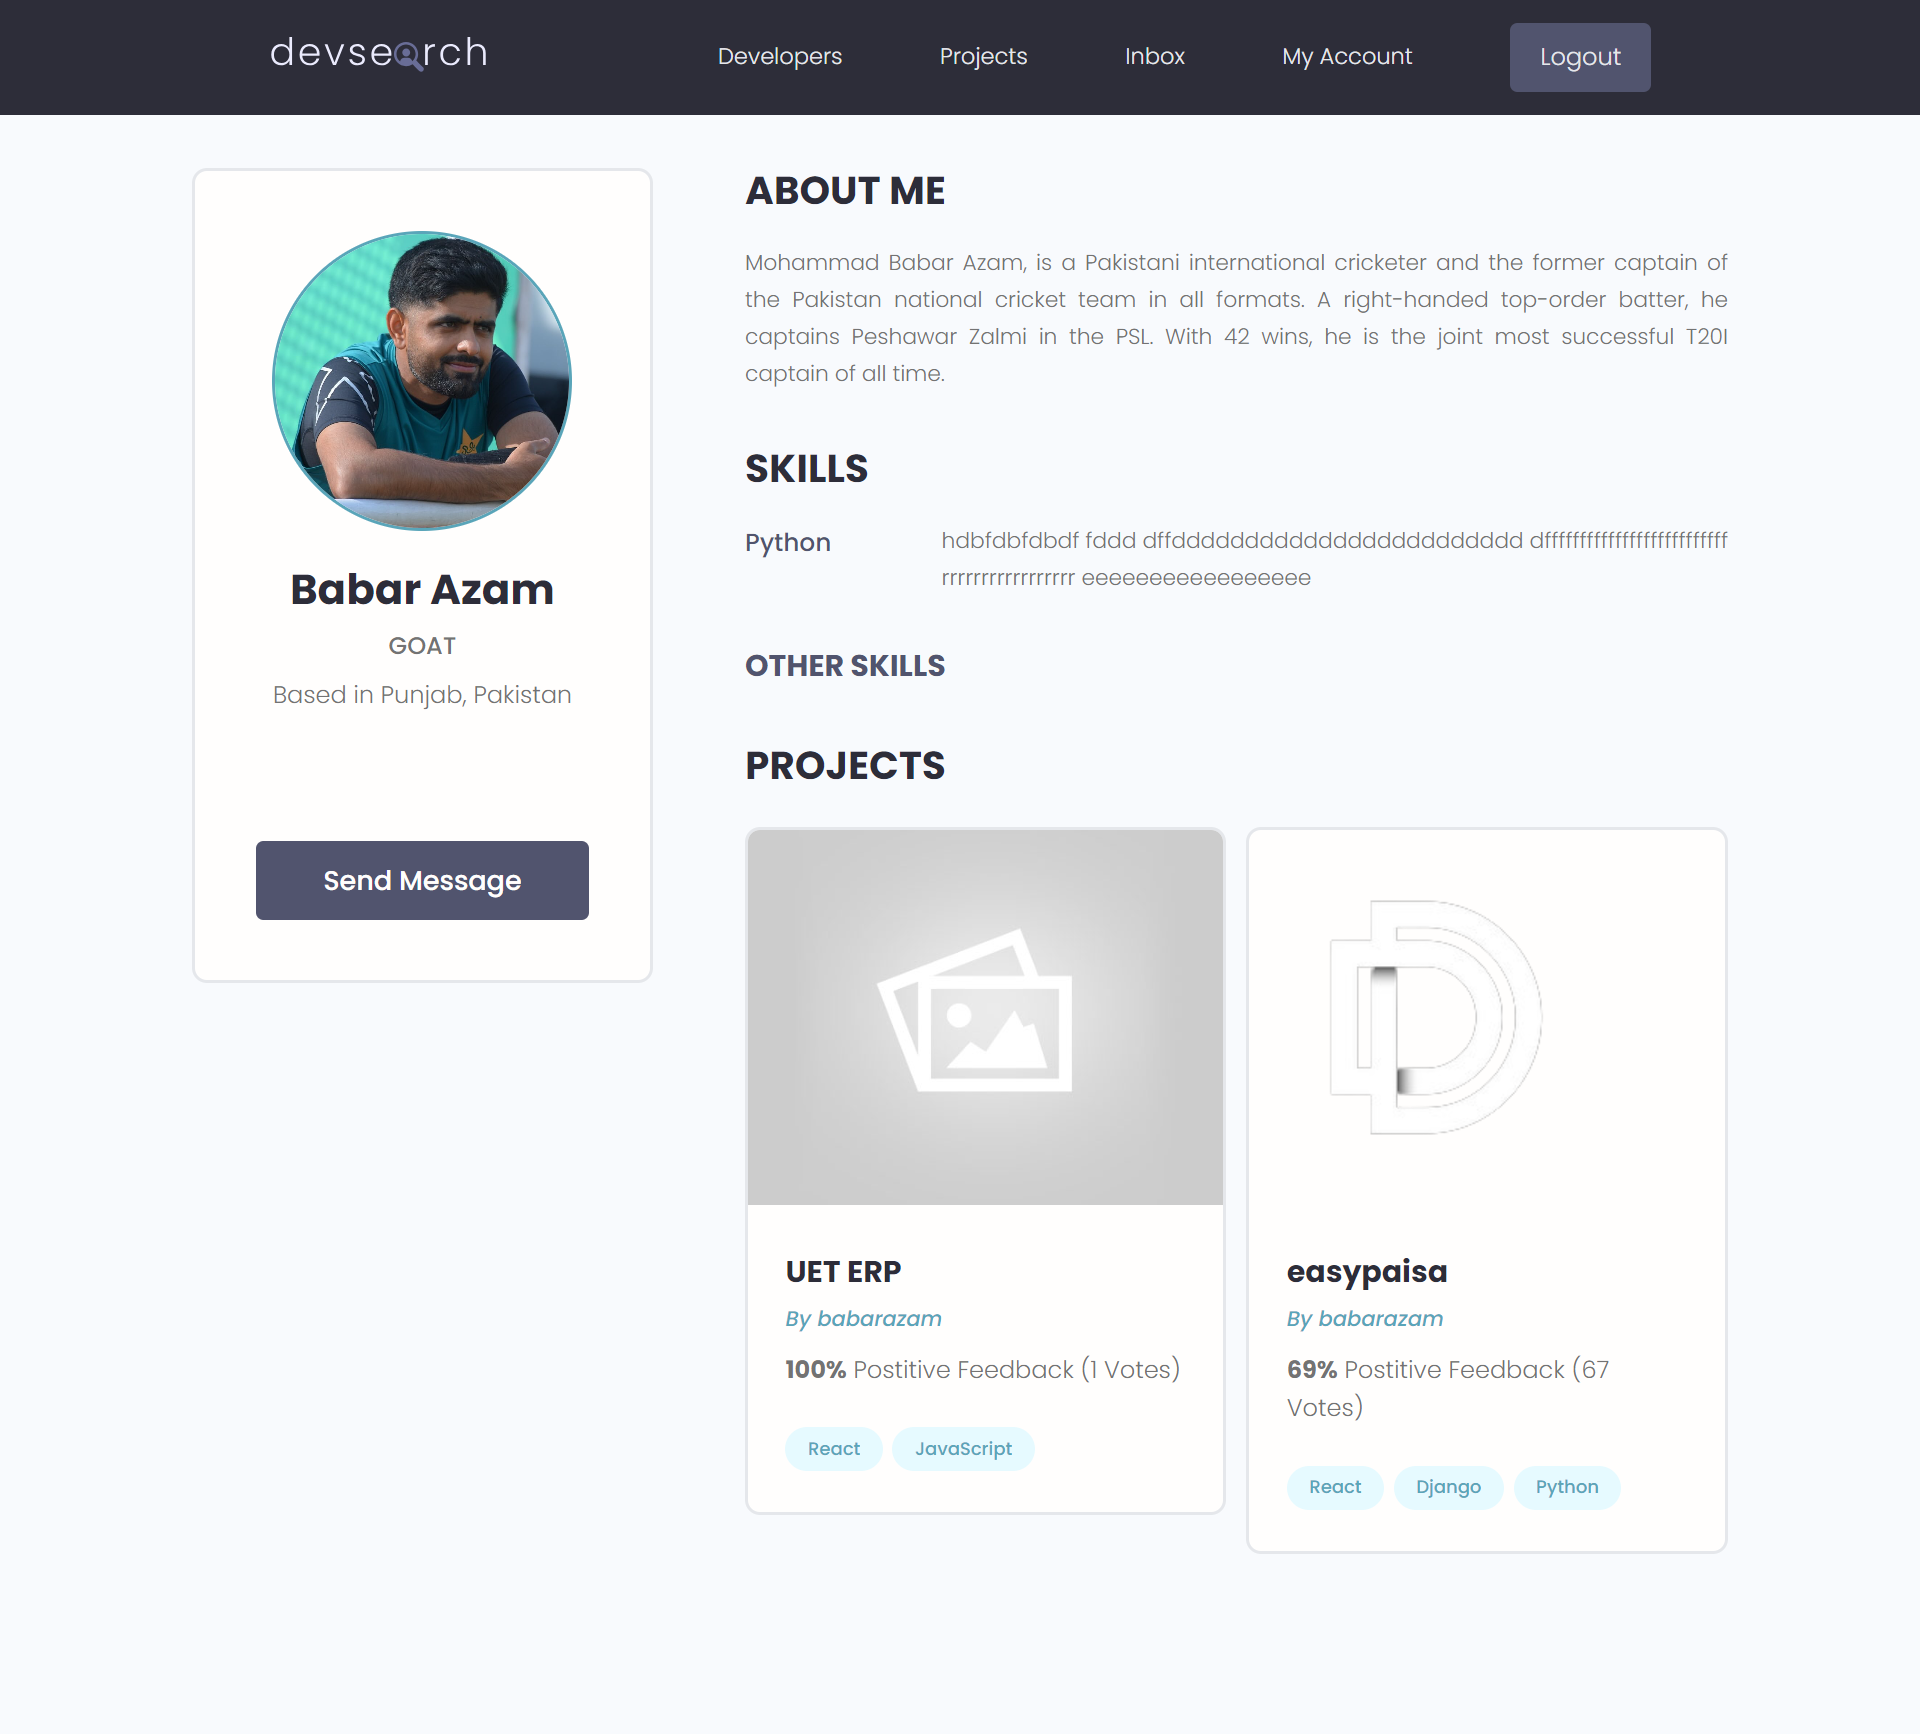 devsearch
Developers
Projects
Inbox
My Account
Logout
Babar Azam
GOAT
Based in Punjab, Pakistan
Send Message
ABOUT ME
Mohammad Babar Azam, is a Pakistani international cricketer and the former captain of
the Pakistan national cricket team in all formats. A right-handed top-order batter, he
captains Peshawar Zalmi in the PSL. With 42 wins, he is the joint most successful T20I
captain of all time.
SKILLS
Python
hdbfdbfdbdf fddd dffdddddddddddddddddddddddd dffffffffffffffffffffffffff
rrrrrrrrrrrrrrrrr eeeeeeeeeeeeeeeee
OTHER SKILLS
PROJECTS
UET ERP
By babarazam
100% Postitive Feedback (1 Votes)
React
JavaScript
easypaisa
By babarazam
69% Postitive Feedback (67
Votes)
React
Django
Python